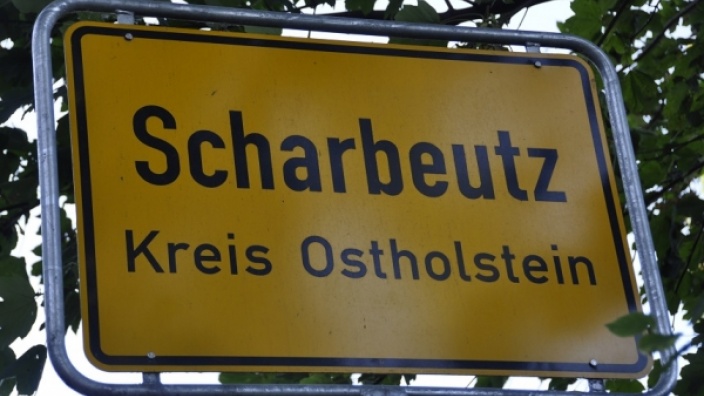 Scharbeutz
Kreis Ostholstein